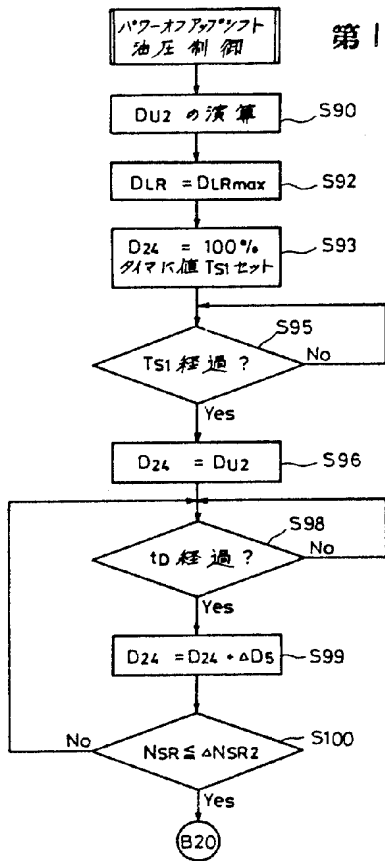 第1
パワーオフアップシフト
油圧制御
DU2 の演算
S90
DLR = DLRmax
S92
D24 = 100%
タイマに値 TS1 セット
S93
S95
TS1 経過?
No
Yes
D24 = DU2
S96
S98
tD 経過?
No
Yes
D24 = D24 + ΔD5
S99
S100
No
NSR ≦ ΔNSR2
Yes
B20